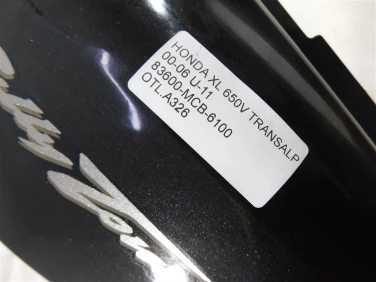 HONDA XL 650V TRANSALP
00-06 U-11
83600-MCB-6100
OTL.A326